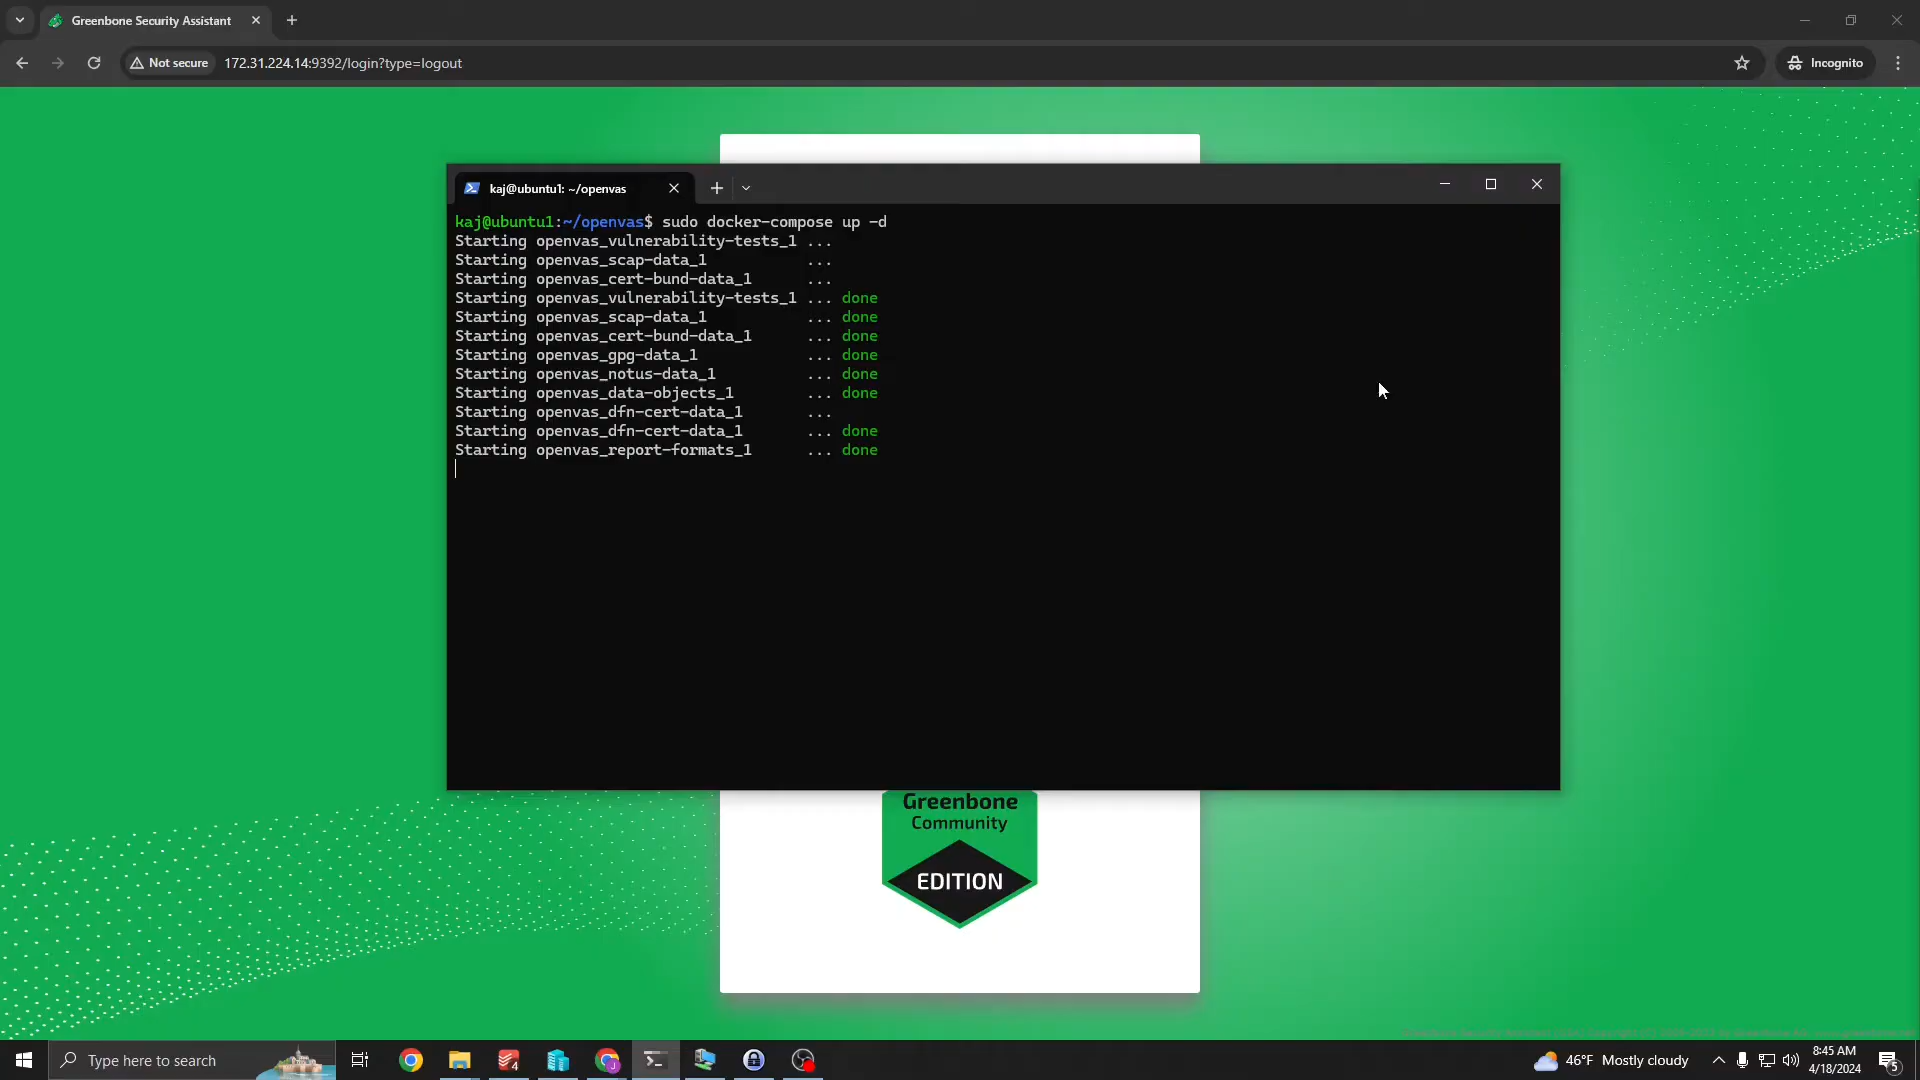 Greenbone Security Assistant
Not secure
172.31.224.14:9392/login?type=logout
Incognito
kaj@ubuntu1: ~/openvas
kaj@ubuntu1:~/openvas$ sudo docker-compose up -d
Starting openvas_vulnerability-tests_1 ...
Starting openvas_scap-data_1 ...
Starting openvas_cert-bund-data_1 ...
Starting openvas_vulnerability-tests_1 ... done
Starting openvas_scap-data_1 ... done
Starting openvas_cert-bund-data_1 ... done
Starting openvas_gpg-data_1 ... done
Starting openvas_notus-data_1 ... done
Starting openvas_data-objects_1 ... done
Starting openvas_dfn-cert-data_1 ...
Starting openvas_dfn-cert-data_1 ... done
Starting openvas_report-formats_1 ... done
Greenbone
Community
EDITION
Type here to search
4
J
46°F Mostly cloudy
8:45 AM
4/18/2024
5